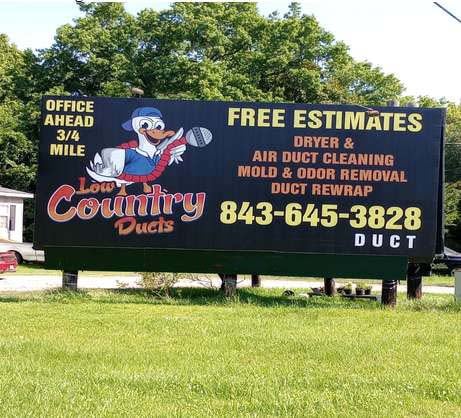 OFFICE
AHEAD
3/4
MILE
Low
Country
Ducts
FREE ESTIMATES
DRYER &
AIR DUCT CLEANING
MOLD & ODOR REMOVAL
DUCT REWRAP
843-645-3828
DUCT